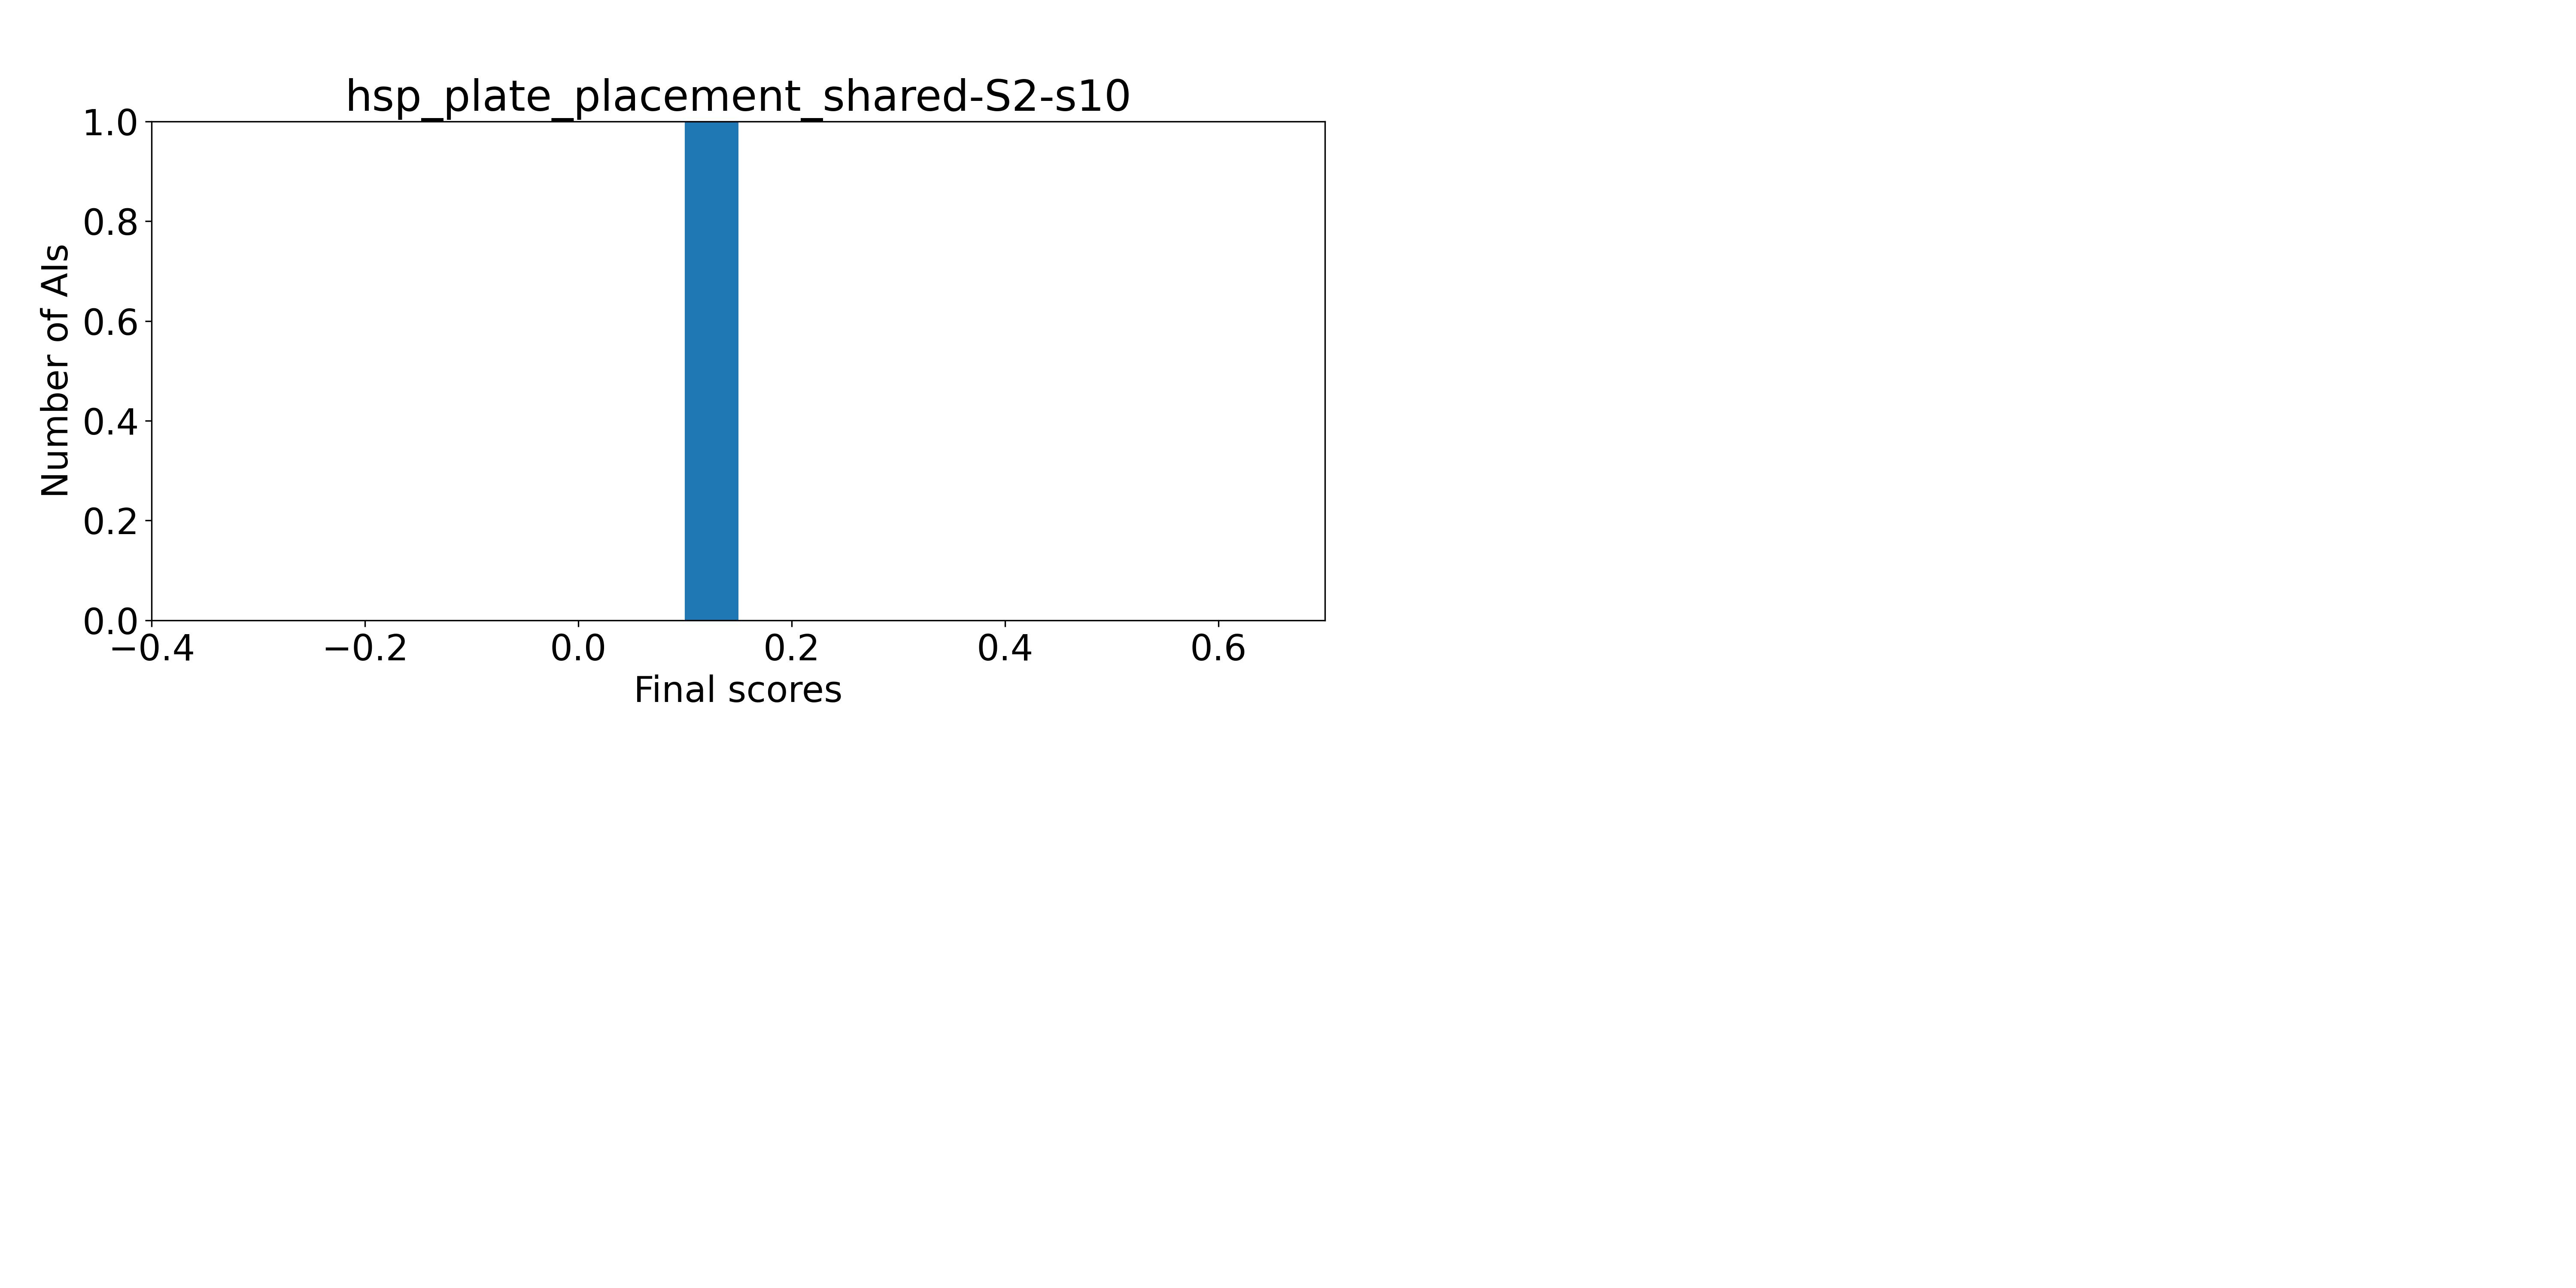 hsp_plate_placement_shared-S2-s10
1.0
0.8
0.6
0.4
0.2
0.0
Number of AIs
−0.4 −0.2 0.0 0.2 0.4 0.6
Final scores